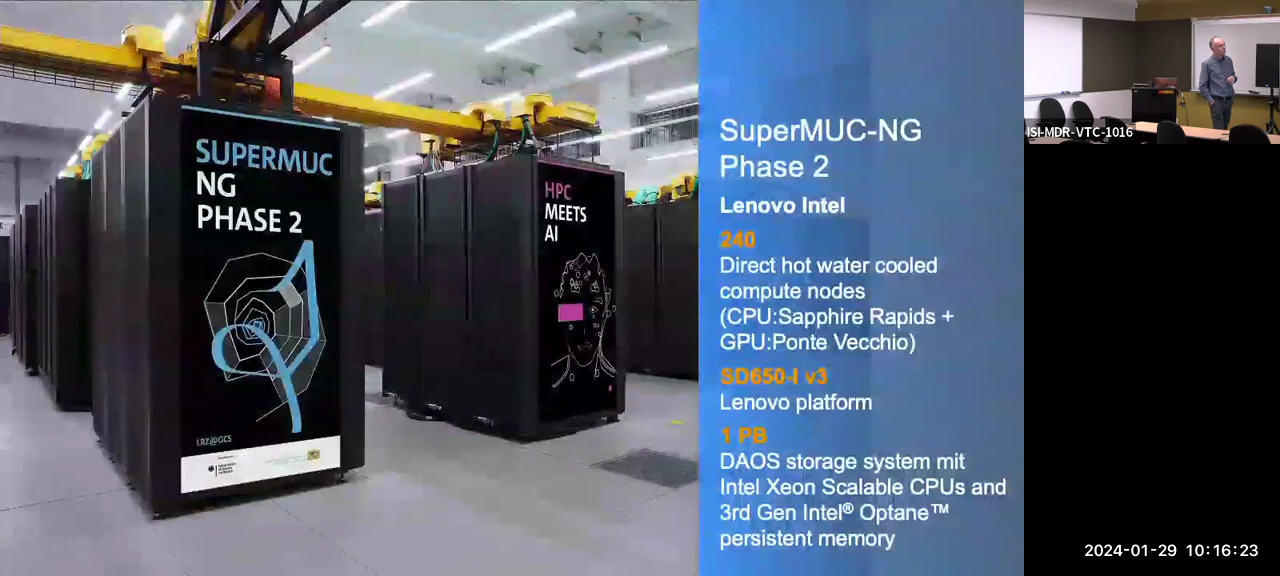 SUPERMUC
NG
PHASE 2
LRZ@GCS
HPC
MEETS
AI
SuperMUC-NG
Phase 2
Lenovo Intel
240
Direct hot water cooled
compute nodes
(CPU:Sapphire Rapids +
GPU:Ponte Vecchio)
SD650-I v3
Lenovo platform
1 PB
DAOS storage system mit
Intel Xeon Scalable CPUs and
3rd Gen Intel® Optane™
persistent memory
ISI-MDR-VTC-1016
2024-01-29 10:16:23